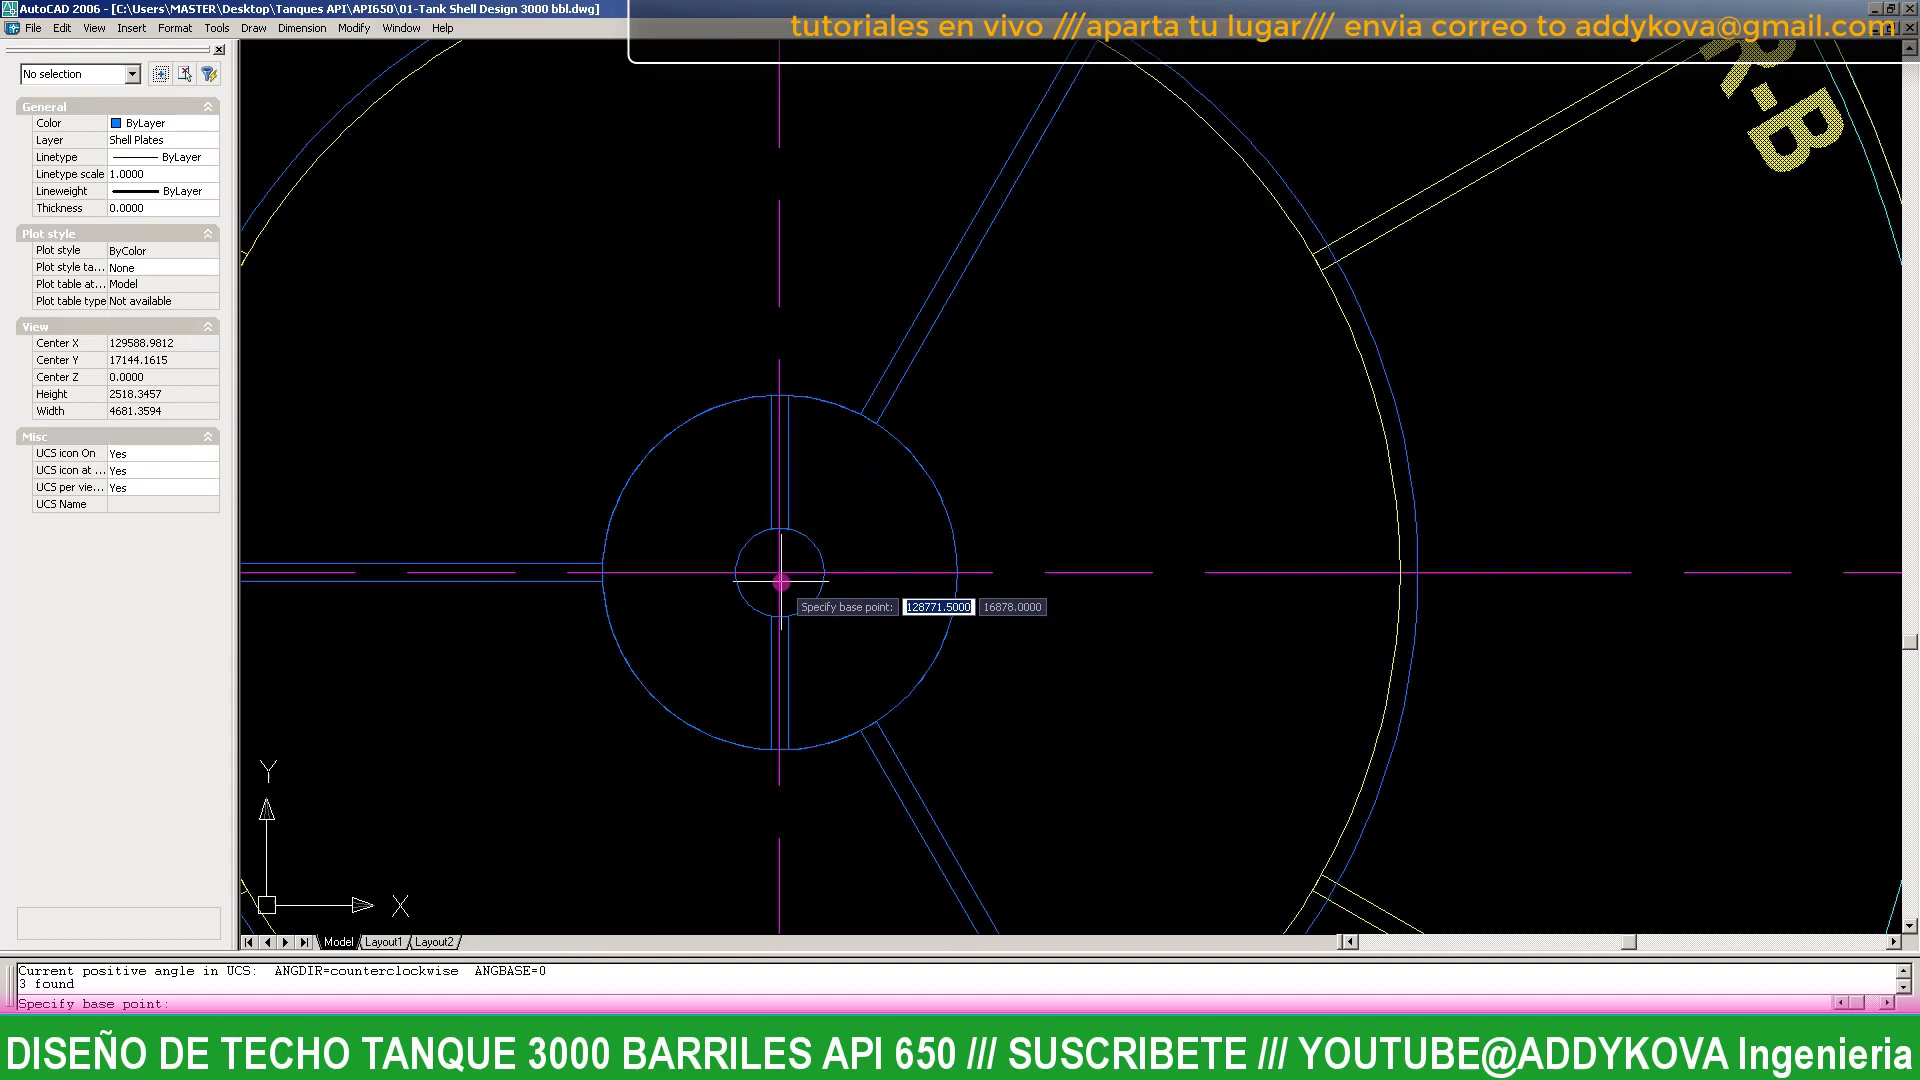 AutoCAD 2006 - [C:\Users\MASTER\Desktop\Tanques API\API650\01-Tank Shell Design 3000 bbl.dwg]
tutoriales en vivo ///aparta tu lugar/// envia correo to addykova@gmail.com
File Edit View Insert Format Tools Draw Dimension Modify Window Help
No selection
General
Color ByLayer
Layer Shell Plates
Linetype ByLayer
Linetype scale 1.0000
Lineweight ByLayer
Thickness 0.0000
Plot style
Plot style ByColor
Plot style ta... None
Plot table at... Model
Plot table type Not available
View
Center X 129588.9812
Center Y 17144.1615
Center Z 0.0000
Height 2518.3457
Width 4681.3594
Misc
UCS icon On Yes
UCS icon at ... Yes
UCS per vie... Yes
UCS Name
R-B
Specify base point: 128771.5000 16878.0000
Y
X
Model Layout1 Layout2
Current positive angle in UCS: ANGDIR=counterclockwise ANGBASE=0
3 found
Specify base point:
DISEÑO DE TECHO TANQUE 3000 BARRILES API 650 /// SUSCRIBETE /// YOUTUBE@ADDYKOVA Ingenieria